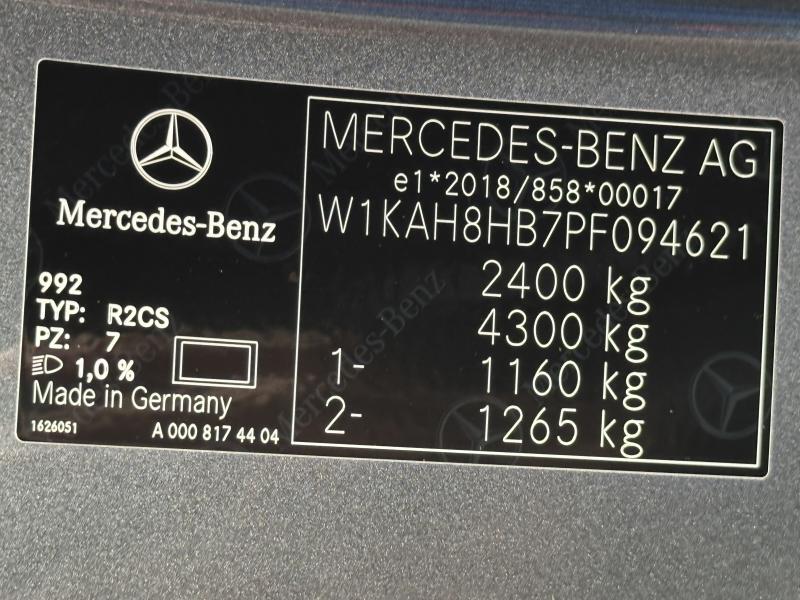 Mercedes-Benz
992
TYP: R2CS
PZ: 7
1,0 %
Made in Germany
1626051 A 000 817 44 04
MERCEDES-BENZ AG
e1*2018/858*00017
W1KAH8HB7PF094621
2400 kg
4300 kg
1- 1160 kg
2- 1265 kg